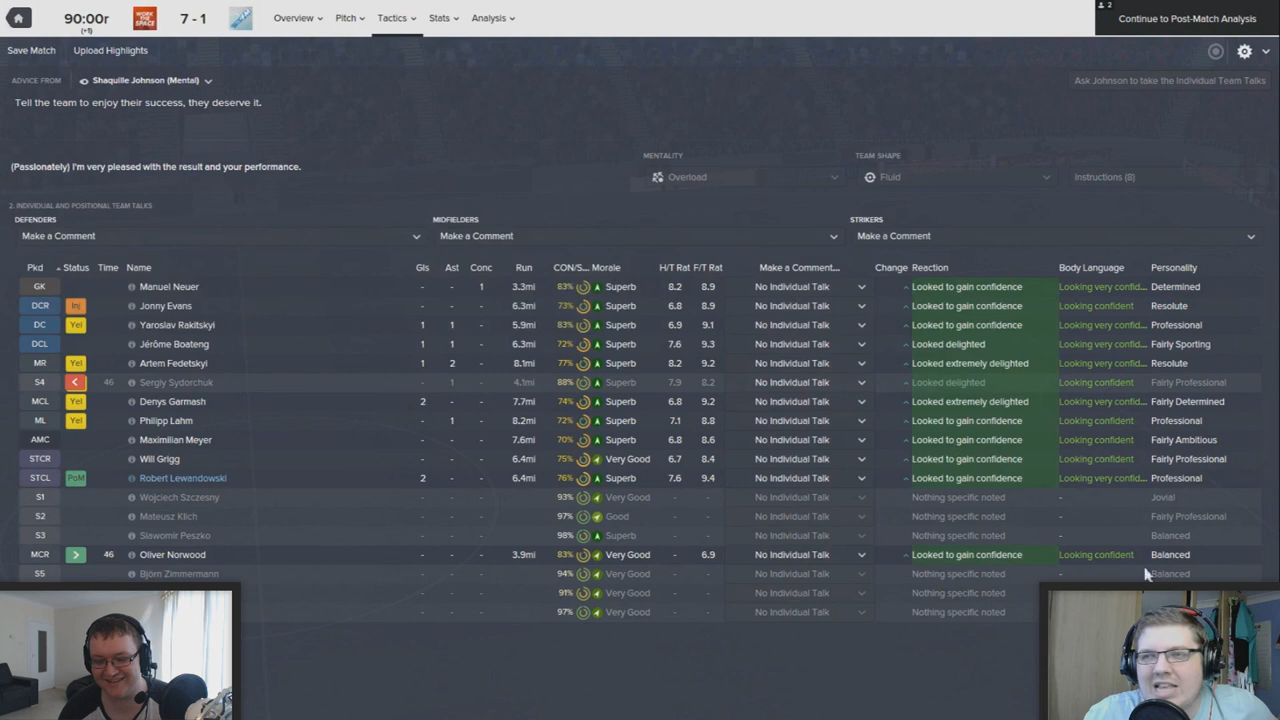 90:00r
(+1)
WORK THE SPACE
7 - 1
Overview
Pitch
Tactics
Stats
Analysis
2
Continue to Post-Match Analysis
Save Match
Upload Highlights
ADVICE FROM
Shaquille Johnson (Mental)
Ask Johnson to take the Individual Team Talks
Tell the team to enjoy their success, they deserve it.
(Passionately) I'm very pleased with the result and your performance.
MENTALITY
Overload
TEAM SHAPE
Fluid
Instructions (8)
2. INDIVIDUAL AND POSITIONAL TEAM TALKS
DEFENDERS MIDFIELDERS STRIKERS
Make a Comment Make a Comment Make a Comment
Pkd Status Time Name Gls Ast Conc Run CON/S... Morale H/T Rat F/T Rat Make a Comment... Change Reaction Body Language Personality
GK Manuel Neuer - - 1 3.3mi 83% Superb 8.2 8.9 No Individual Talk Looked to gain confidence Looking very confid... Determined
DCR Inj Jonny Evans - - - 6.3mi 73% Superb 6.8 8.9 No Individual Talk Looked to gain confidence Looking confident Resolute
DC Yel Yaroslav Rakitskyi 1 1 - 5.9mi 83% Superb 6.9 9.1 No Individual Talk Looked to gain confidence Looking very confid... Professional
DCL Jérôme Boateng 1 1 - 6.3mi 72% Superb 7.6 9.3 No Individual Talk Looked delighted Looking very confid... Fairly Sporting
MR Yel Artem Fedetskyi 1 2 - 8.1mi 77% Superb 8.2 9.2 No Individual Talk Looked extremely delighted Looking very confid... Resolute
S4 46 Sergiy Sydorchuk - 1 - 4.1mi 88% Superb 7.9 8.2 No Individual Talk Looked delighted Looking confident Fairly Professional
MCL Yel Denys Garmash 2 - - 7.7mi 74% Superb 6.8 9.2 No Individual Talk Looked extremely delighted Looking very confid... Fairly Determined
ML Yel Philipp Lahm - 1 - 8.2mi 72% Superb 7.1 8.8 No Individual Talk Looked to gain confidence Looking confident Professional
AMC Maximilian Meyer - - - 7.6mi 70% Superb 6.8 8.6 No Individual Talk Looked to gain confidence Looking confident Fairly Ambitious
STCR Will Grigg - - - 6.4mi 75% Very Good 6.7 8.4 No Individual Talk Looked to gain confidence Looking confident Fairly Professional
STCL PoM Robert Lewandowski 2 - - 6.4mi 76% Superb 7.6 9.4 No Individual Talk Looked to gain confidence Looking very confid... Professional
S1 Wojciech Szczesny - - - 93% Very Good - - No Individual Talk Nothing specific noted - Jovial
S2 Mateusz Klich - - - 97% Good - - No Individual Talk Nothing specific noted - Fairly Professional
S3 Slawomir Peszko - - - 98% Superb - - No Individual Talk Nothing specific noted - Balanced
MCR 46 Oliver Norwood - - - 3.9mi 83% Very Good - 6.9 No Individual Talk Looked to gain confidence Looking confident Balanced
S5 Björn Zimmermann - - - 94% Very Good - - No Individual Talk Nothing specific noted - Balanced
- - - 91% Very Good - - No Individual Talk Nothing specific noted
- - - 97% Very Good - - No Individual Talk Nothing specific noted